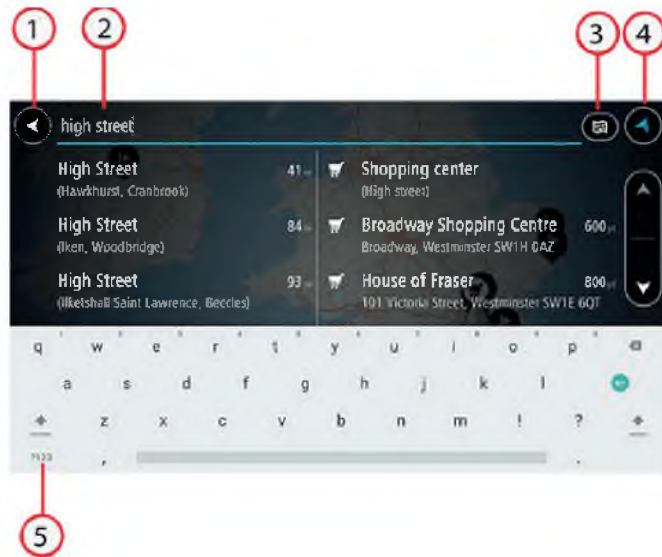 1 2 3 4
high street
High Street 41
(Hawkhurst, Cranbrook)
High Street 84
(Iken, Woodbridge)
High Street 93
(Ilketshall Saint Lawrence, Beccles)
Shopping center
(High street)
Broadway Shopping Centre 600
Broadway, Westminster SW1H 0AZ
House of Fraser 800
101 Victoria Street, Westminster SW1E 6QT
q w e r t y u i o p
a s d f g h j k l
z x c v b n m ! ?
?123 , .
5